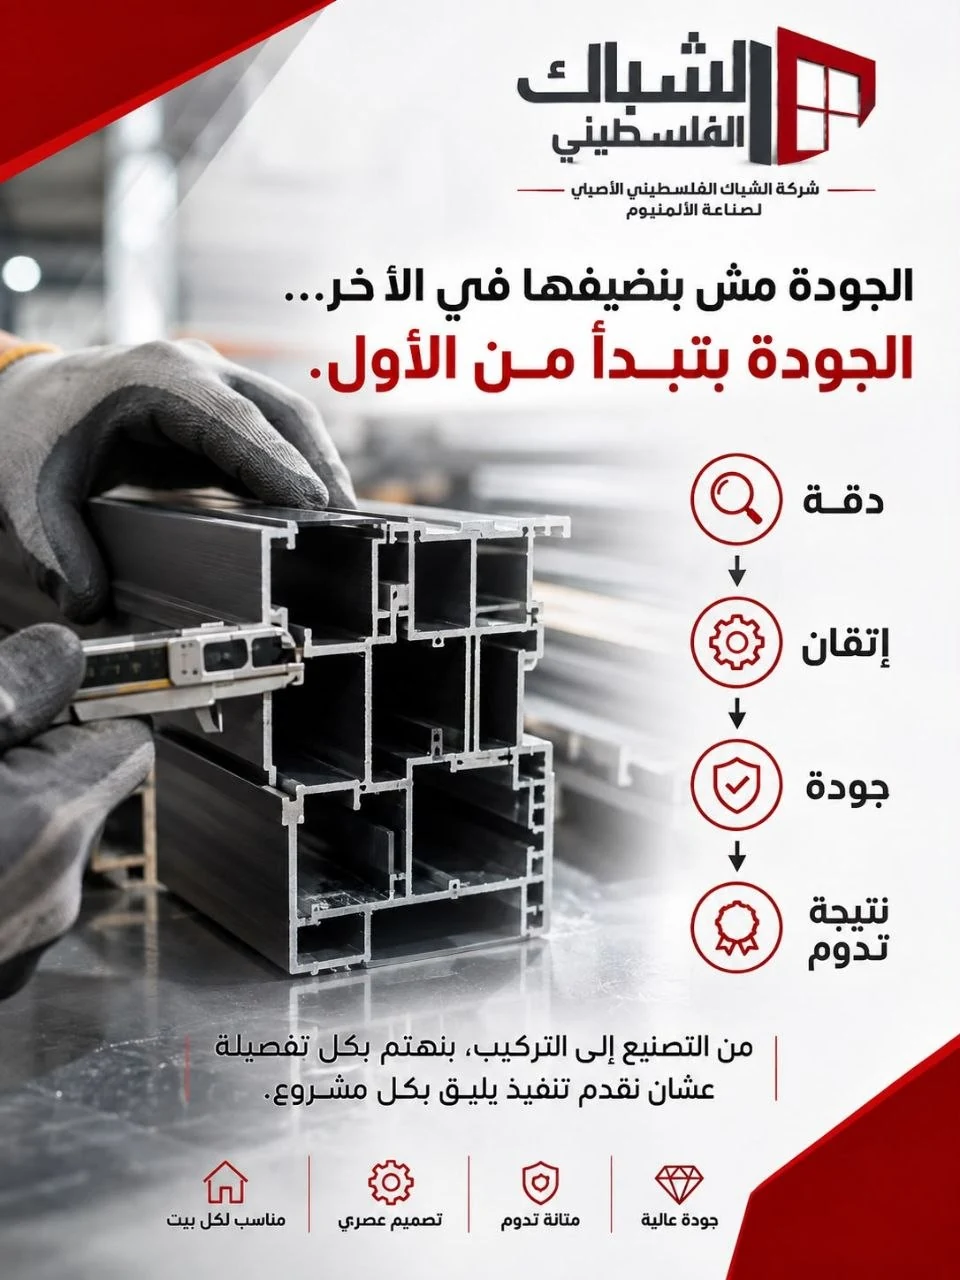 الشباك
الفلسطيني
شركة الشباك الفلسطيني الأصيلي
لصناعة الألمنيوم
الجودة مش بنضيفها في الأخر...
الجودة بتبدأ من الأول.
دقة
إتقان
جودة
نتيجة
تدوم
من التصنيع إلى التركيب، بنهتم بكل تفصيلة
عشان نقدم تنفيذ يليق بكل مشروع.
جودة عالية
متانة تدوم
تصميم عصري
مناسب لكل بيت